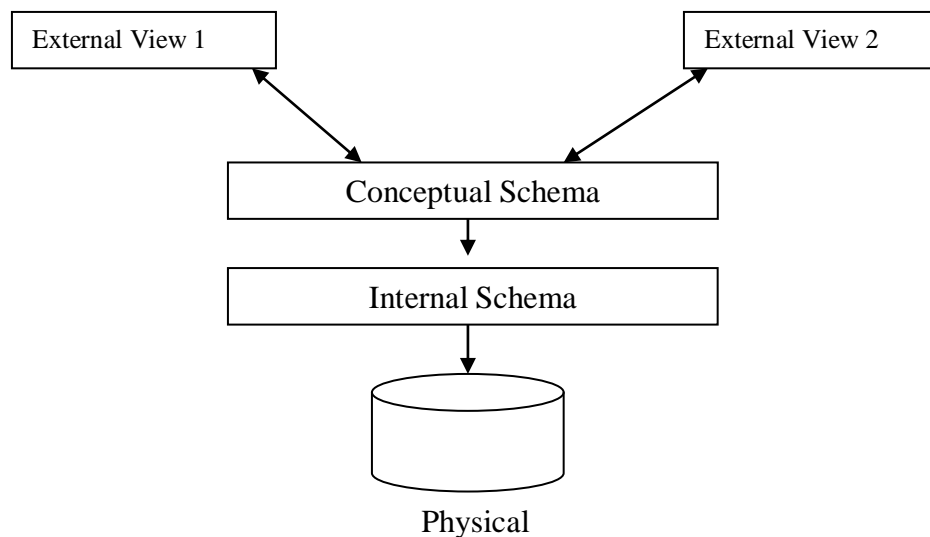 External View 1
External View 2
Conceptual Schema
Internal Schema
Physical